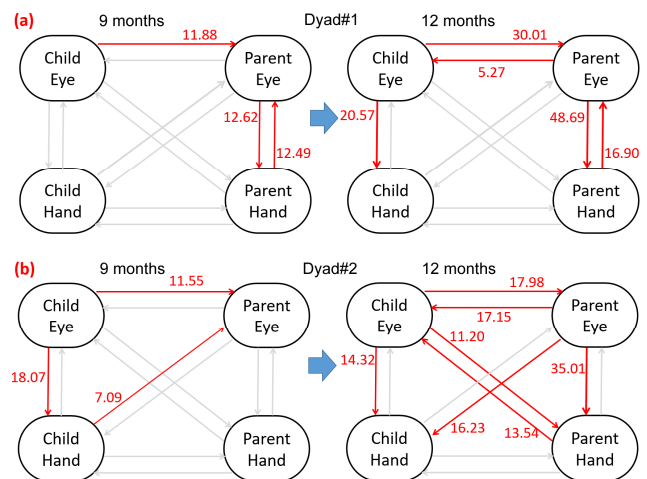 (a) 9 months Dyad#1 12 months
11.88 30.01
Child Eye
Parent Eye
Child Eye
Parent Eye
5.27
12.62
20.57
48.69
12.49
16.90
Child Hand
Parent Hand
Child Hand
Parent Hand
(b) 9 months Dyad#2 12 months
11.55 17.98
Child Eye
Parent Eye
Child Eye
Parent Eye
17.15
11.20
14.32
35.01
18.07
7.09
16.23
13.54
Child Hand
Parent Hand
Child Hand
Parent Hand